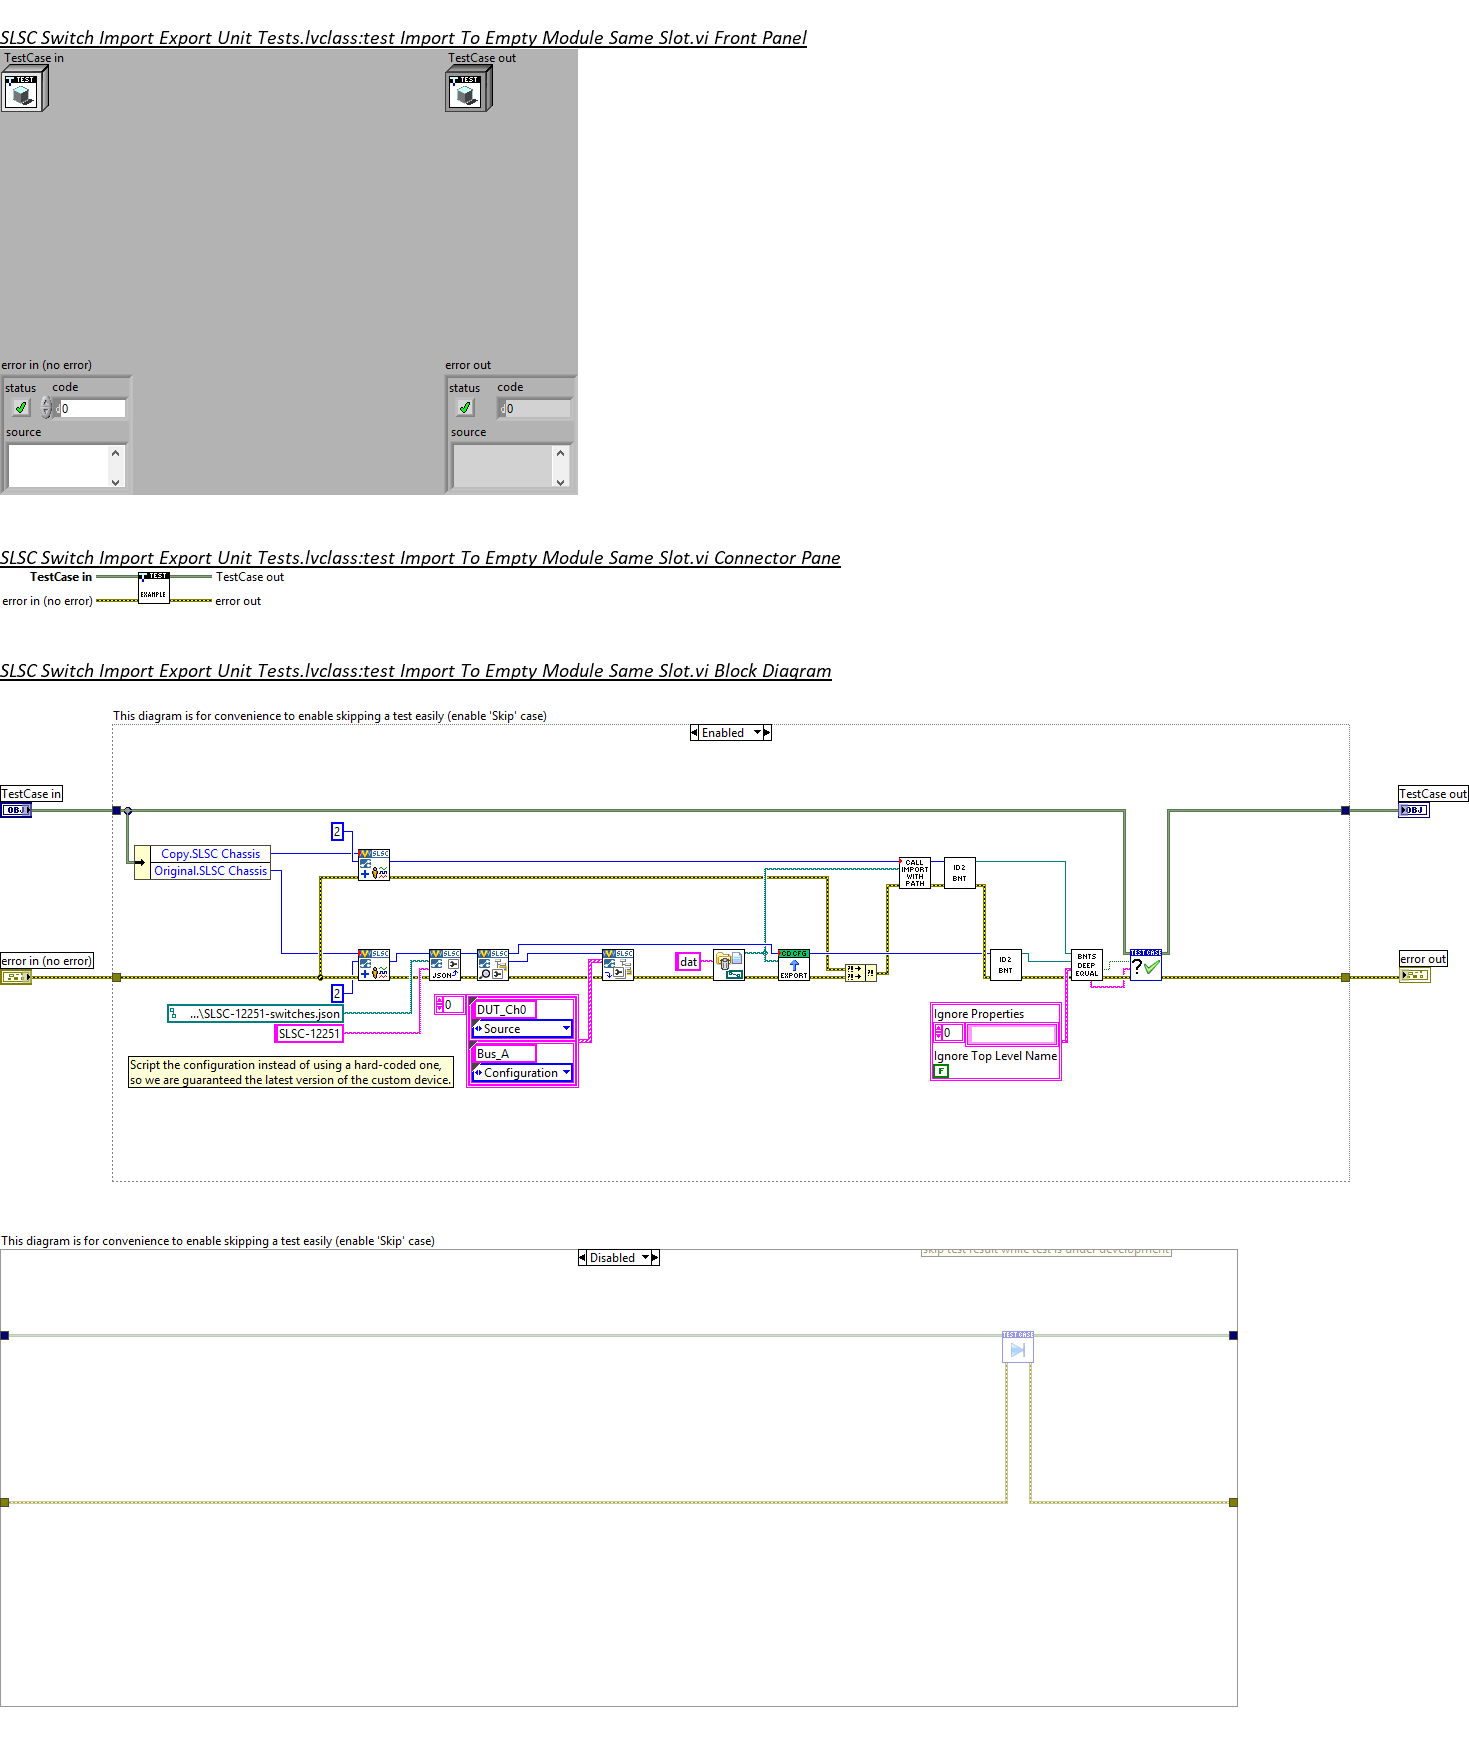 SLSC Switch Import Export Unit Tests.lvclass:test Import To Empty Module Same Slot.vi Front Panel
TestCase in
TestCase out
TEST
TEST
error in (no error)
error out
status
code
status
code
0
0
source
source
SLSC Switch Import Export Unit Tests.lvclass:test Import To Empty Module Same Slot.vi Connector Pane
TestCase in
TEST
TestCase out
error in (no error)
EXAMPLE
error out
SLSC Switch Import Export Unit Tests.lvclass:test Import To Empty Module Same Slot.vi Block Diagram
This diagram is for convenience to enable skipping a test easily (enable 'Skip' case)
Enabled
TestCase in
OBJ
TestCase out
OBJ
2
Copy.SLSC Chassis
Original.SLSC Chassis
SLSC
CALL
IMPORT
WITH
PATH
ID2
BNT
error in (no error)
SLSC
SLSC
JSON
SLSC
SLSC
dat
CDCFG
EXPORT
ID2
BNT
BNTS
DEEP
EQUAL
TEST CASE
?
error out
2
...\SLSC-12251-switches.json
SLSC-12251
0
DUT_Ch0
Source
Bus_A
Configuration
Ignore Properties
0
Ignore Top Level Name
F
Script the configuration instead of using a hard-coded one,
so we are guaranteed the latest version of the custom device.
This diagram is for convenience to enable skipping a test easily (enable 'Skip' case)
Disabled
skip test result while test is under development
TEST CASE